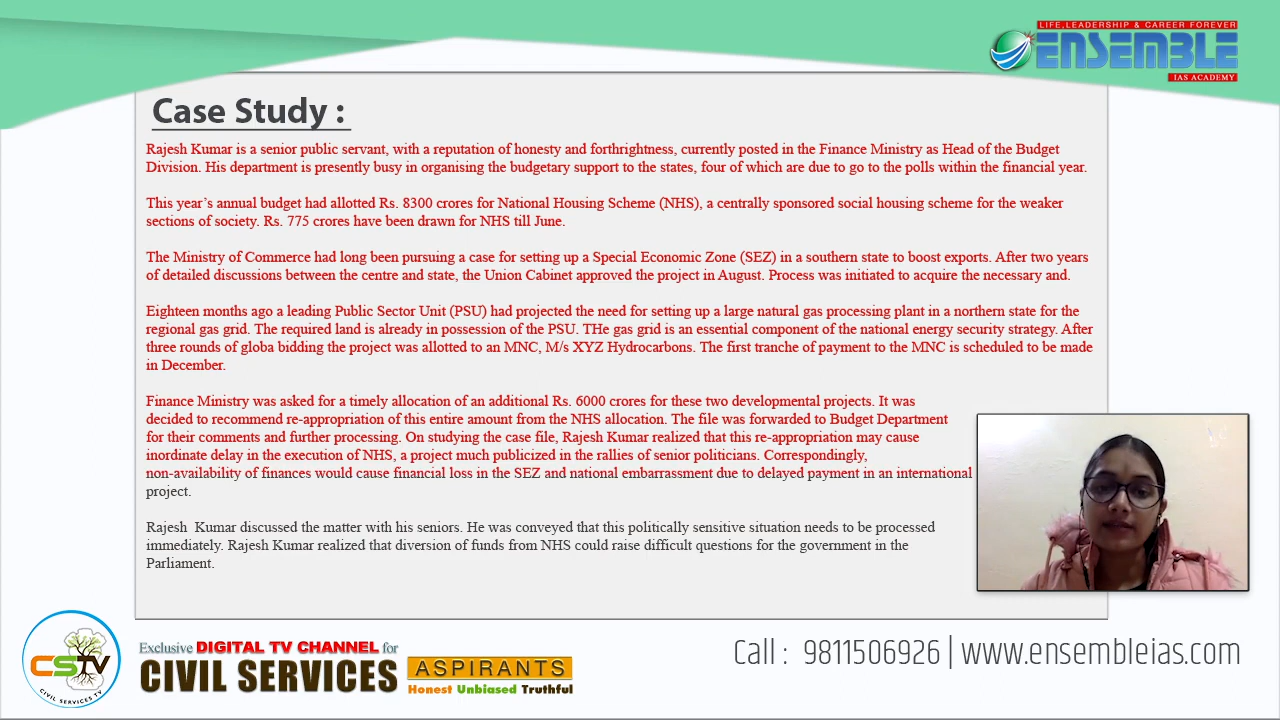 LIFE,LEADERSHIP & CAREER FOREVER
ENSEMBLE
IAS ACADEMY
Case Study :
Rajesh Kumar is a senior public servant, with a reputation of honesty and forthrightness, currently posted in the Finance Ministry as Head of the Budget
Division. His department is presently busy in organising the budgetary support to the states, four of which are due to go to the polls within the financial year.
This year's annual budget had allotted Rs. 8300 crores for National Housing Scheme (NHS), a centrally sponsored social housing scheme for the weaker
sections of society. Rs. 775 crores have been drawn for NHS till June.
The Ministry of Commerce had long been pursuing a case for setting up a Special Economic Zone (SEZ) in a southern state to boost exports. After two years
of detailed discussions between the centre and state, the Union Cabinet approved the project in August. Process was initiated to acquire the necessary and.
Eighteen months ago a leading Public Sector Unit (PSU) had projected the need for setting up a large natural gas processing plant in a northern state for the
regional gas grid. The required land is already in possession of the PSU. THe gas grid is an essential component of the national energy security strategy. After
three rounds of globa bidding the project was allotted to an MNC, M/s XYZ Hydrocarbons. The first tranche of payment to the MNC is scheduled to be made
in December.
Finance Ministry was asked for a timely allocation of an additional Rs. 6000 crores for these two developmental projects. It was
decided to recommend re-appropriation of this entire amount from the NHS allocation. The file was forwarded to Budget Department
for their comments and further processing. On studying the case file, Rajesh Kumar realized that this re-appropriation may cause
inordinate delay in the execution of NHS, a project much publicized in the rallies of senior politicians. Correspondingly,
non-availability of finances would cause financial loss in the SEZ and national embarrassment due to delayed payment in an international
project.
Rajesh  Kumar discussed the matter with his seniors. He was conveyed that this politically sensitive situation needs to be processed
immediately. Rajesh Kumar realized that diversion of funds from NHS could raise difficult questions for the government in the
Parliament.
CSTV
CIVIL SERVICES TV
Exclusive DIGITAL TV CHANNEL for
CIVIL SERVICES ASPIRANTS
Honest Unbiased Truthful
Call :  9811506926 | www.ensembleias.com